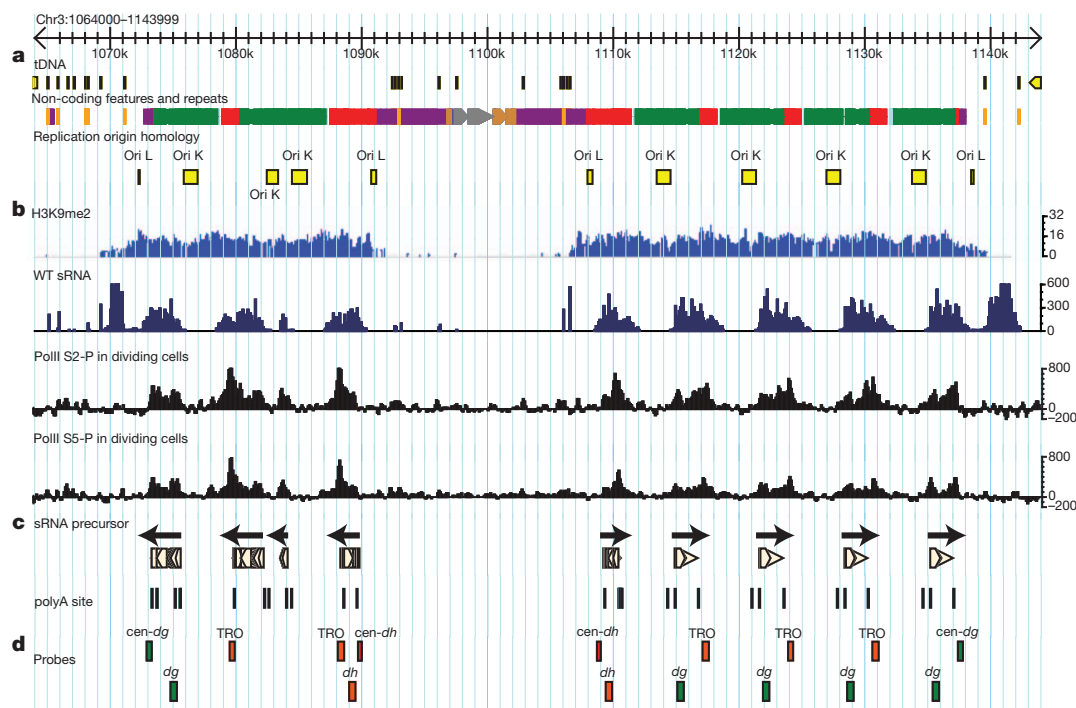 Chr3:1064000–1143999
1070k 1080k 1090k 1100k 1110k 1120k 1130k 1140k
a
tDNA
Non-coding features and repeats
Replication origin homology
Ori L Ori K Ori K Ori L Ori L Ori K Ori K Ori K Ori K Ori L
Ori K
b
H3K9me2
32
16
0
WT sRNA
600
300
0
PolII S2-P in dividing cells
800
0
−200
PolII S5-P in dividing cells
800
0
−200
c
sRNA precursor
polyA site
d
cen-dg TRO TRO cen-dh cen-dh TRO TRO TRO cen-dg
Probes
dg dh dh dg dg dg dg